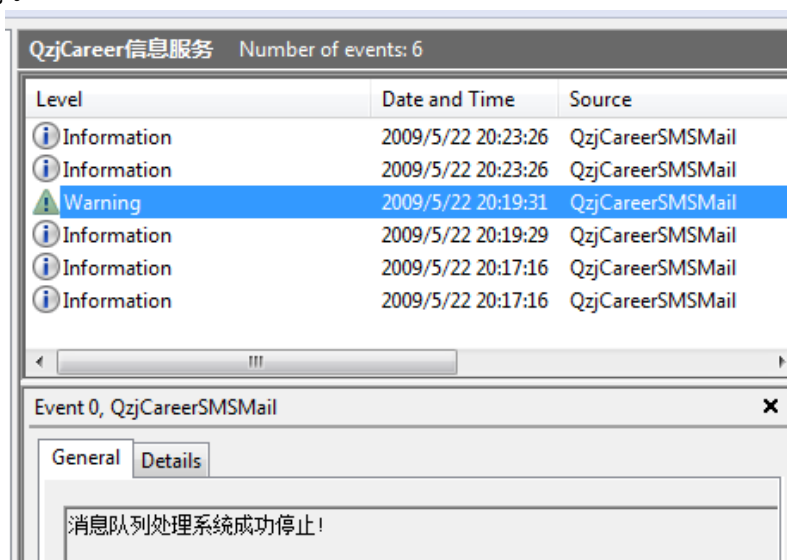 QzjCareer信息服务 Number of events: 6
Level Date and Time Source
Information 2009/5/22 20:23:26 QzjCareerSMSMail
Information 2009/5/22 20:23:26 QzjCareerSMSMail
Warning 2009/5/22 20:19:31 QzjCareerSMSMail
Information 2009/5/22 20:19:29 QzjCareerSMSMail
Information 2009/5/22 20:17:16 QzjCareerSMSMail
Information 2009/5/22 20:17:16 QzjCareerSMSMail
Event 0, QzjCareerSMSMail
General Details
消息队列处理系统成功停止!